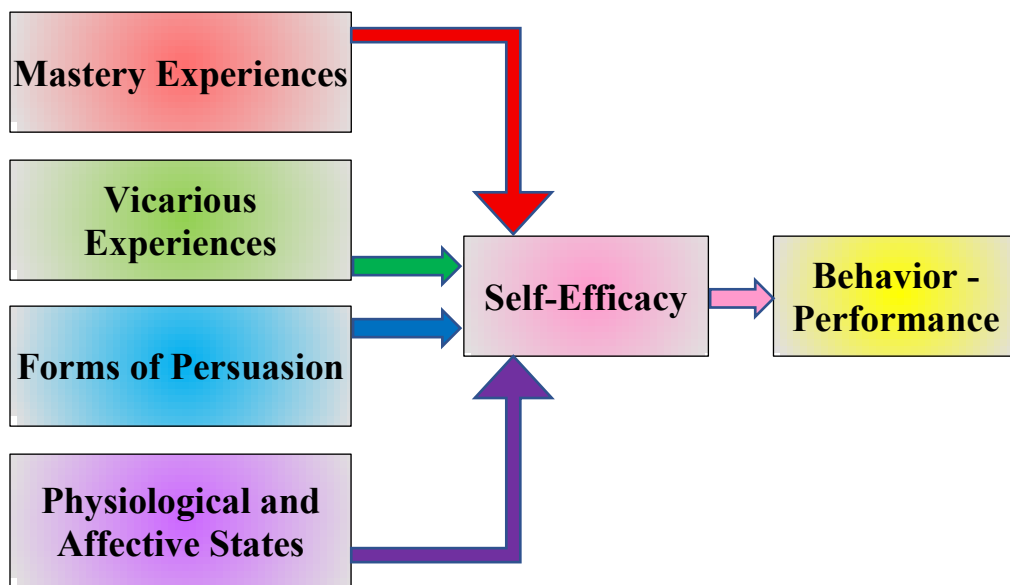 Mastery Experiences
Vicarious
Experiences
Forms of Persuasion
Physiological and
Affective States
Self-Efficacy
Behavior -
Performance